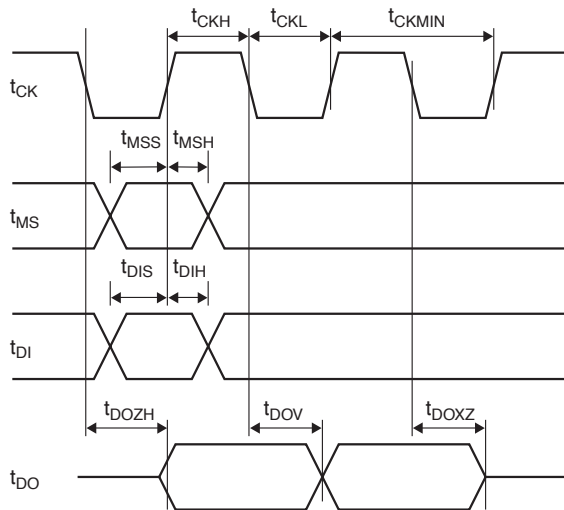 tCKH tCKL tCKMIN
tCK
tMSS tMSH
tMS
tDIS tDIH
tDI
tDOZH tDOV tDOXZ
tDO